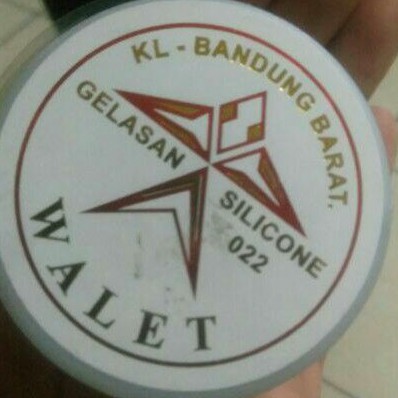 KL - BANDUNG BARAT.
GELASAN
SILICONE
022
WALET